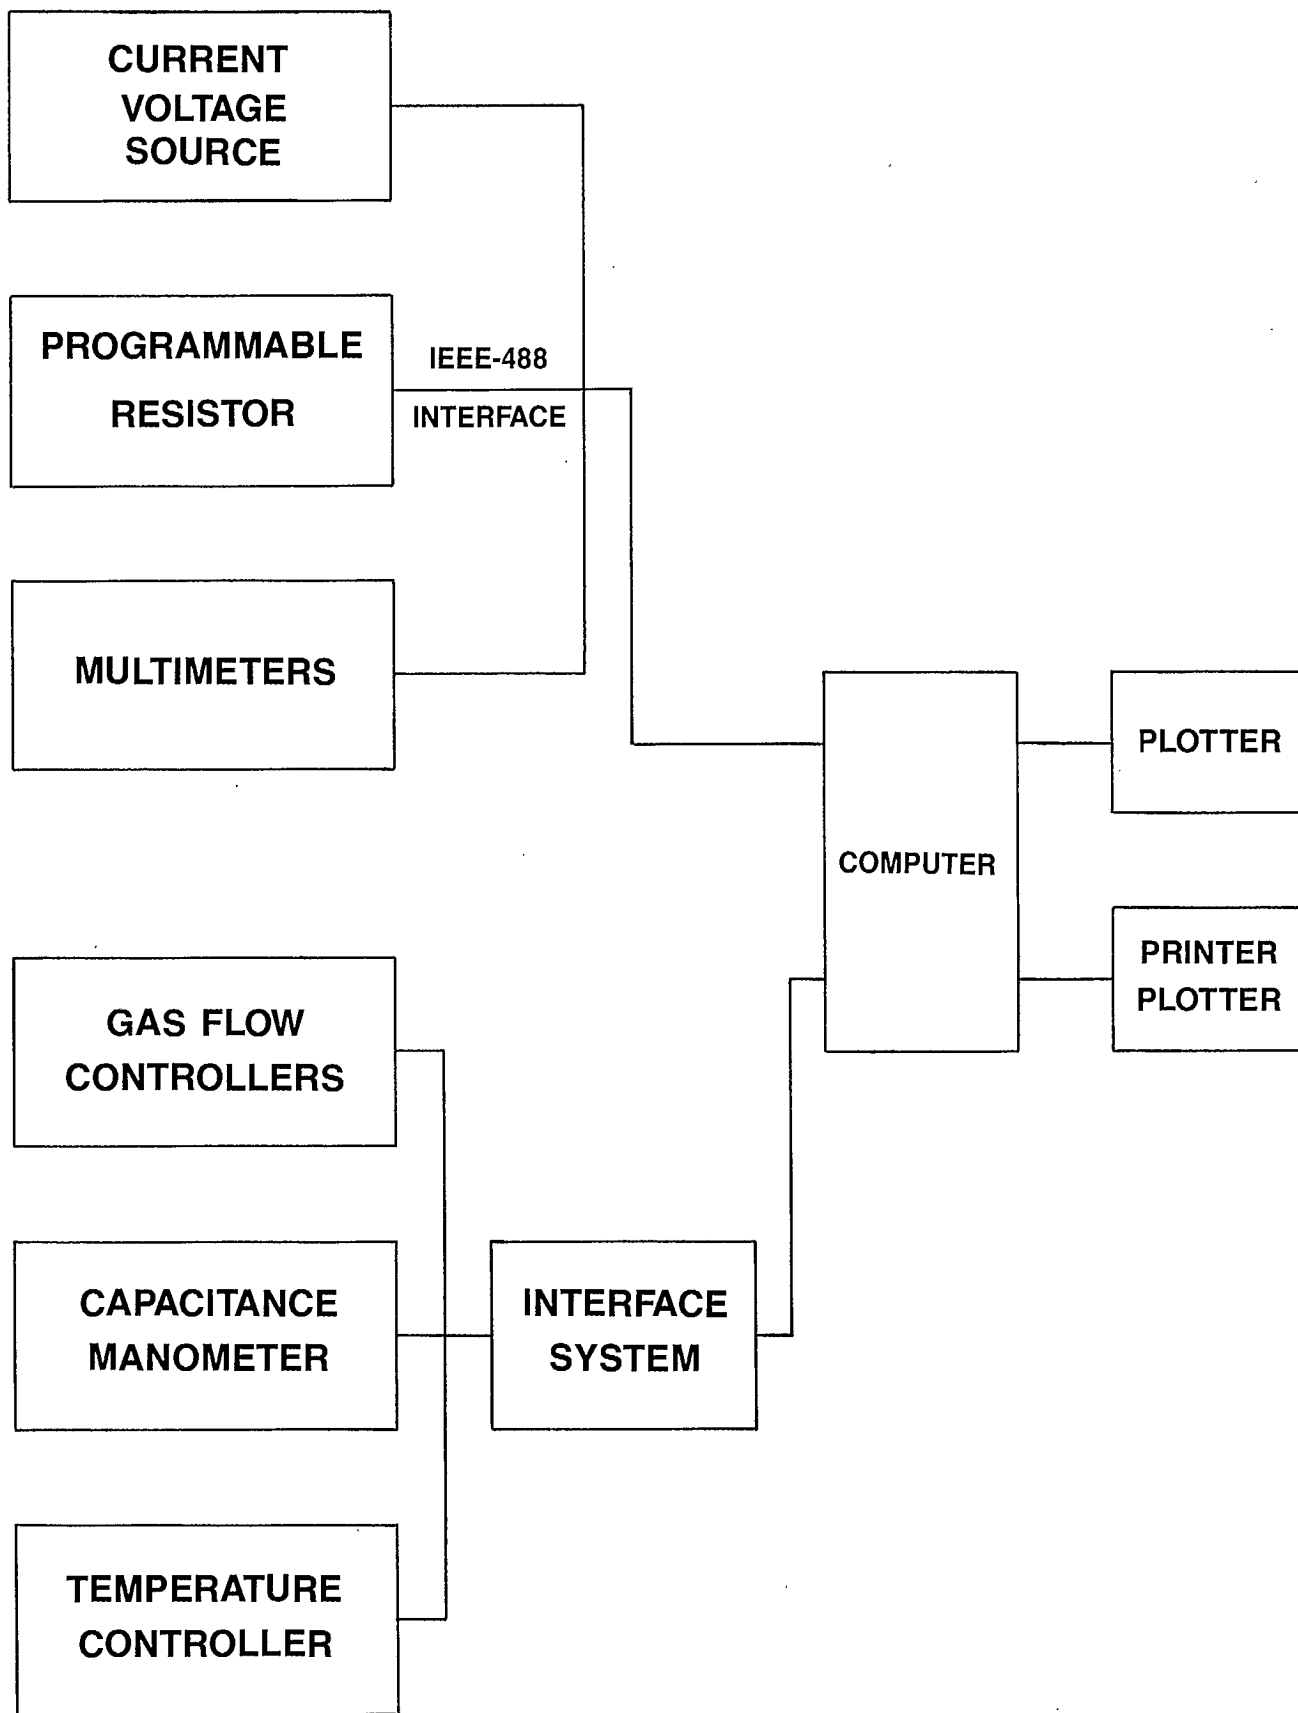 CURRENT
VOLTAGE
SOURCE
PROGRAMMABLE
RESISTOR
IEEE-488
INTERFACE
MULTIMETERS
COMPUTER
PLOTTER
PRINTER
PLOTTER
GAS FLOW
CONTROLLERS
CAPACITANCE
MANOMETER
INTERFACE
SYSTEM
TEMPERATURE
CONTROLLER